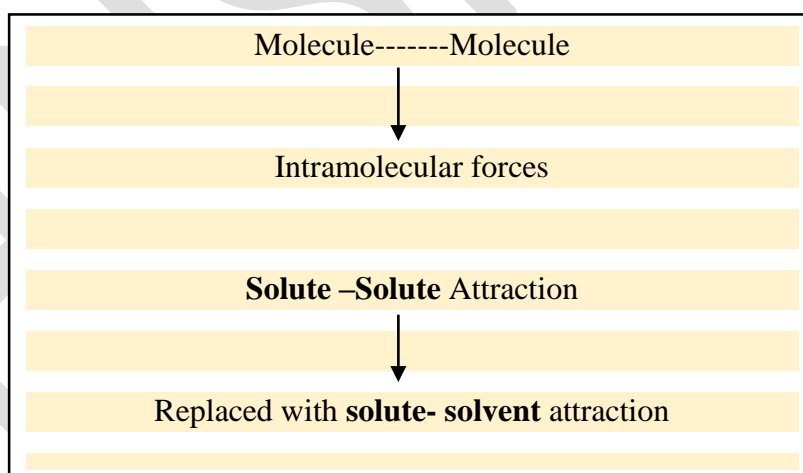 Molecule-------Molecule
Intramolecular forces
Solute –Solute Attraction
Replaced with solute- solvent attraction